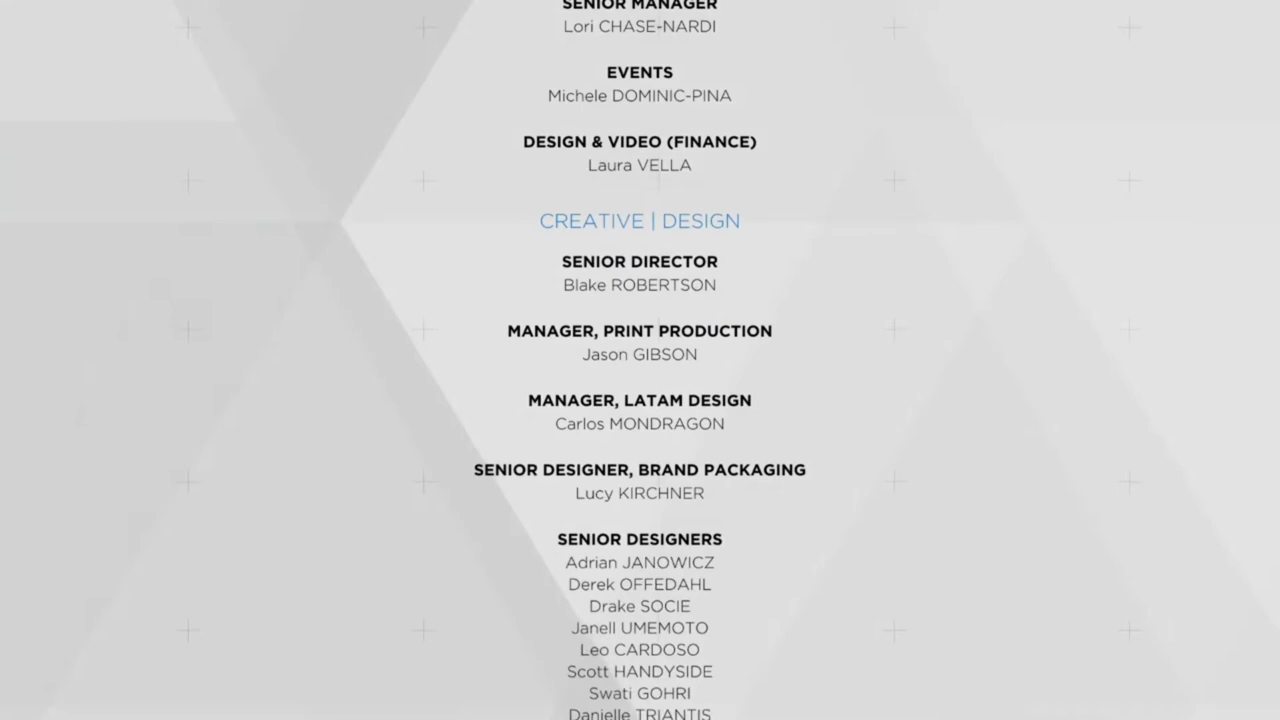 SENIOR MANAGER
Lori CHASE-NARDI
EVENTS
Michele DOMINIC-PINA
DESIGN & VIDEO (FINANCE)
Laura VELLA
CREATIVE | DESIGN
SENIOR DIRECTOR
Blake ROBERTSON
MANAGER, PRINT PRODUCTION
Jason GIBSON
MANAGER, LATAM DESIGN
Carlos MONDRAGON
SENIOR DESIGNER, BRAND PACKAGING
Lucy KIRCHNER
SENIOR DESIGNERS
Adrian JANOWICZ
Derek OFFEDAHL
Drake SOCIE
Janell UMEMOTO
Leo CARDOSO
Scott HANDYSIDE
Swati GOHRI
Danielle TRIANTIS